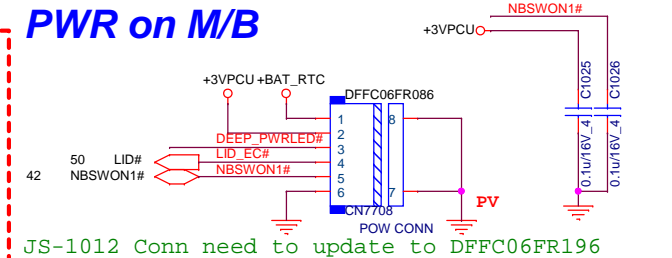 PWR on M/B
NBSWON1#
+3VPCU
+3VPCU +BAT_RTC
DFFC06FR086
C1025
C1026
0.1u/16V_4
0.1u/16V_4
1
2
3
4
5
6
8
7
DEEP_PWRLED#
LID_EC#
NBSWON1#
50 LID#
42 NBSWON1#
CN7708
POW CONN
PV
JS-1012 Conn need to update to DFFC06FR196